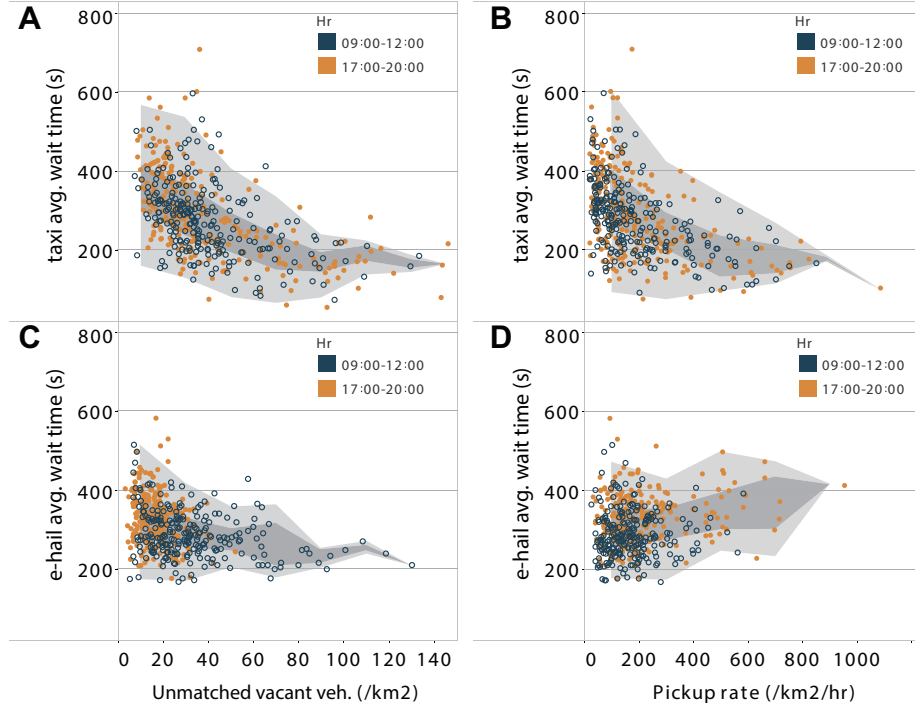 A
taxi avg. wait time (s)
800
600
400
200
Hr
09:00-12:00
17:00-20:00
B
taxi avg. wait time (s)
800
600
400
200
Hr
09:00-12:00
17:00-20:00
C
e-hail avg. wait time (s)
800
600
400
200
Hr
09:00-12:00
17:00-20:00
0 20 40 60 80 100 120 140
Unmatched vacant veh. (/km2)
D
e-hail avg. wait time (s)
800
600
400
200
Hr
09:00-12:00
17:00-20:00
0 200 400 600 800 1000
Pickup rate (/km2/hr)